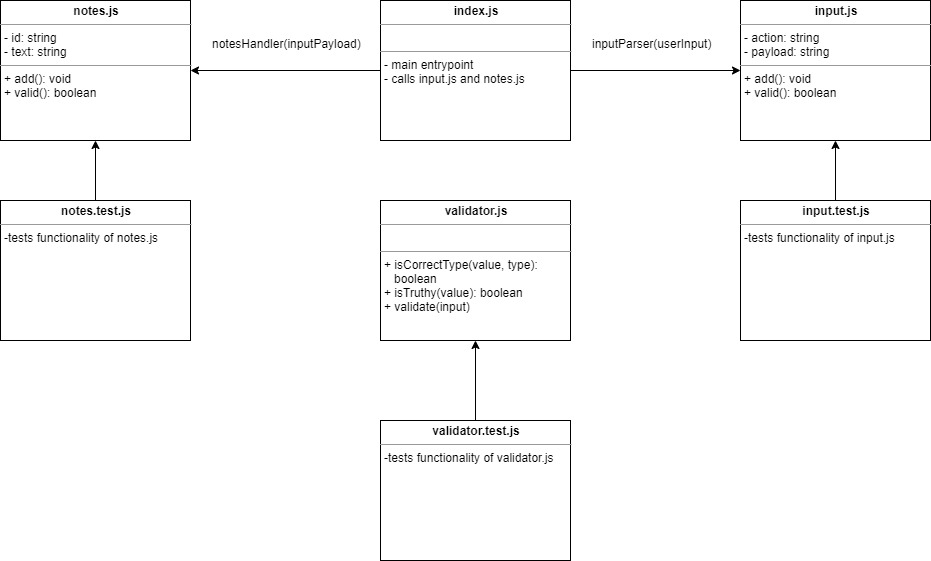 notes.js
- id: string
- text: string
+ add(): void
+ valid(): boolean
notesHandler(inputPayload)
index.js
- main entrypoint
- calls input.js and notes.js
inputParser(userInput)
input.js
- action: string
- payload: string
+ add(): void
+ valid(): boolean
notes.test.js
-tests functionality of notes.js
validator.js
+ isCorrectType(value, type):
boolean
+ isTruthy(value): boolean
+ validate(input)
input.test.js
-tests functionality of input.js
validator.test.js
-tests functionality of validator.js